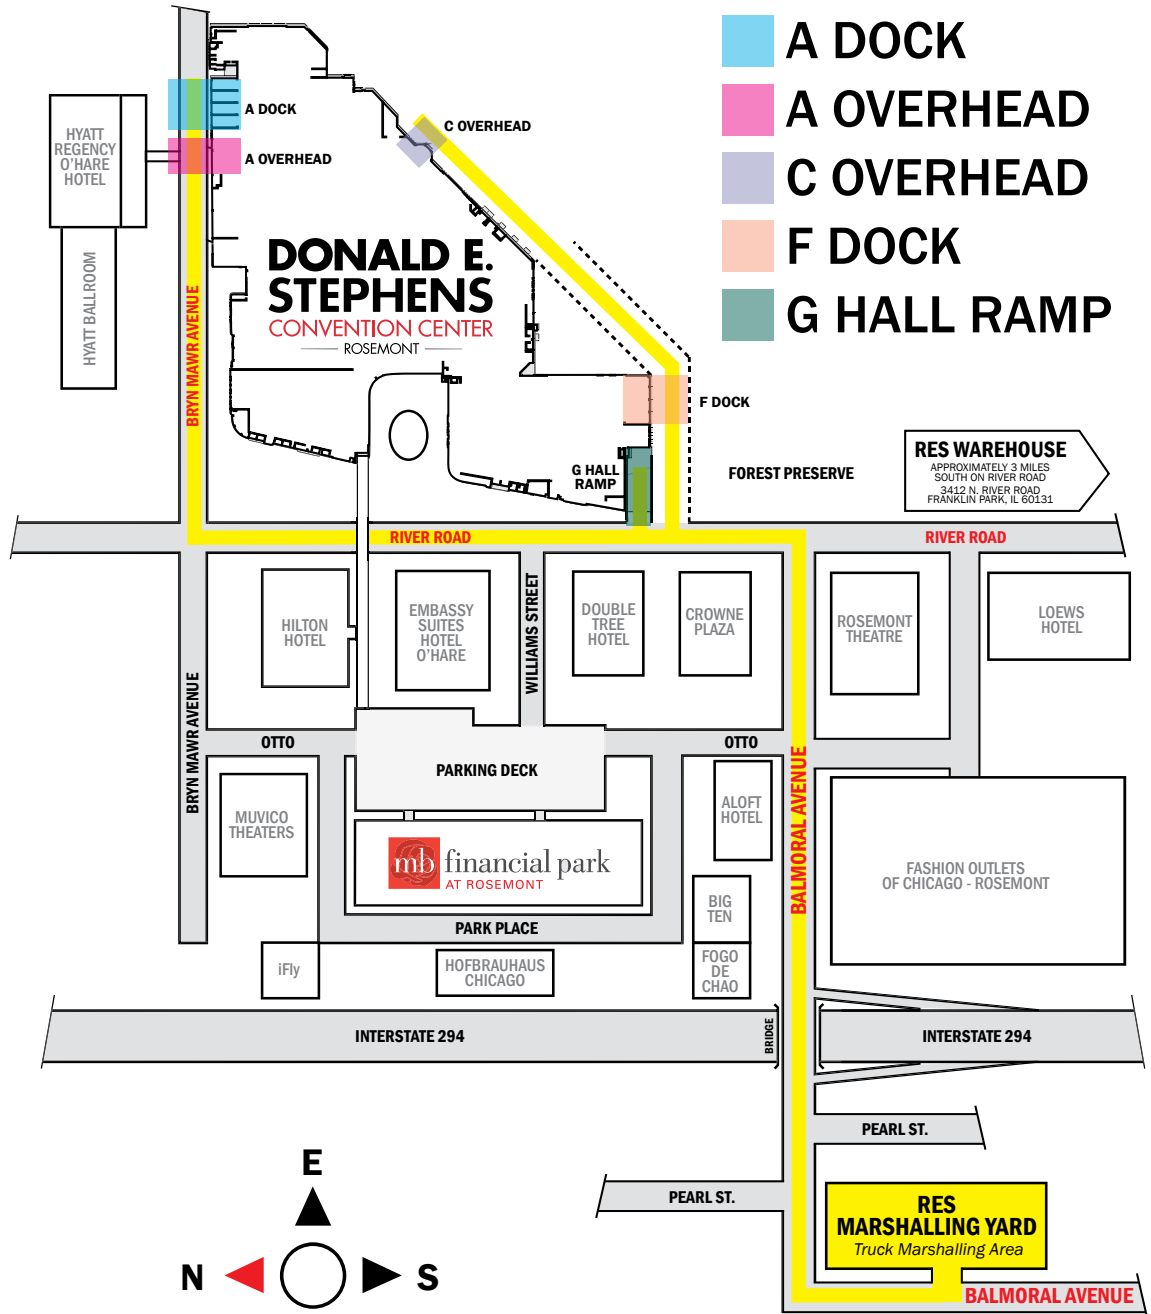 A DOCK
A OVERHEAD
C OVERHEAD
F DOCK
G HALL RAMP
A DOCK
C OVERHEAD
A OVERHEAD
HYATT
REGENCY
O'HARE
HOTEL
HYATT BALLROOM
BRYN MAWR AVENUE
DONALD E.
STEPHENS
CONVENTION CENTER
ROSEMONT
F DOCK
G HALL
RAMP
FOREST PRESERVE
RES WAREHOUSE
APPROXIMATELY 3 MILES
SOUTH ON RIVER ROAD
3412 N. RIVER ROAD
FRANKLIN PARK, IL 60131
RIVER ROAD
RIVER ROAD
HILTON
HOTEL
EMBASSY
SUITES
HOTEL
O'HARE
WILLIAMS STREET
DOUBLE
TREE
HOTEL
CROWNE
PLAZA
ROSEMONT
THEATRE
LOEWS
HOTEL
BRYN MAWR AVENUE
OTTO
OTTO
PARKING DECK
BALMORAL AVENUE
MUVICO
THEATERS
mb financial park
AT ROSEMONT
ALOFT
HOTEL
FASHION OUTLETS
OF CHICAGO - ROSEMONT
BIG
TEN
PARK PLACE
iFly
HOFBRAUHAUS
CHICAGO
FOGO
DE
CHAO
INTERSTATE 294
BRIDGE
INTERSTATE 294
PEARL ST.
PEARL ST.
RES
MARSHALLING YARD
Truck Marshalling Area
BALMORAL AVENUE
E
N
S